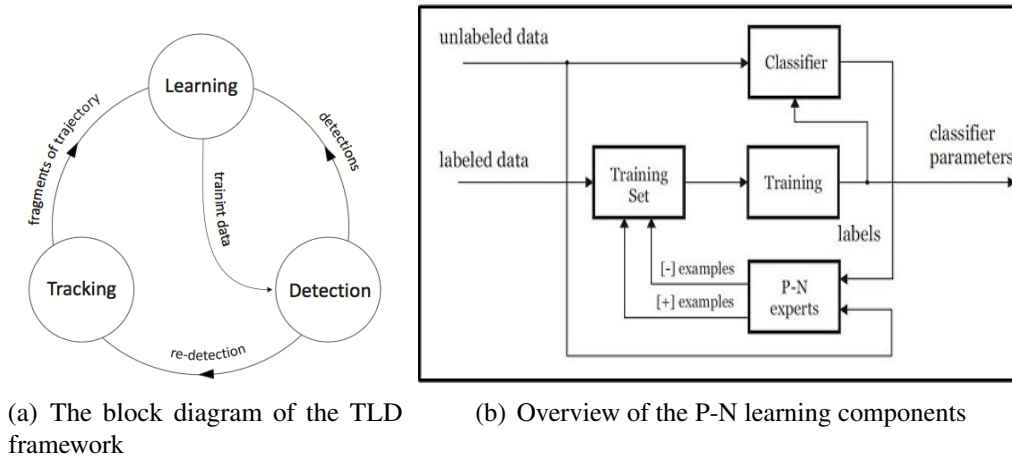 Learning
fragments of trajectory
detections
trainint data
Tracking
Detection
re-detection
(a) The block diagram of the TLD
framework
unlabeled data
Classifier
labeled data
Training
Set
Training
classifier
parameters
labels
[-] examples
[+] examples
P-N
experts
(b) Overview of the P-N learning components